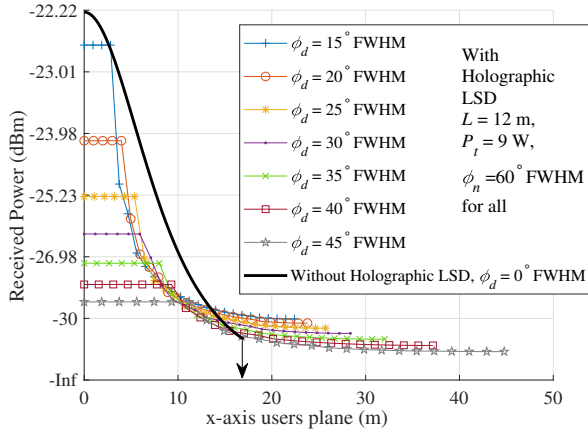 -22.22
-23.01
-23.98
-25.23
-26.98
-30
-Inf
Received Power (dBm)
0
10
20
30
40
50
x-axis users plane (m)
ϕd = 15° FWHM
ϕd = 20° FWHM
ϕd = 25° FWHM
ϕd = 30° FWHM
ϕd = 35° FWHM
ϕd = 40° FWHM
ϕd = 45° FWHM
Without Holographic LSD, ϕd = 0° FWHM
With
Holographic
LSD
L = 12 m,
Pt = 9 W,
ϕn =60° FWHM
for all